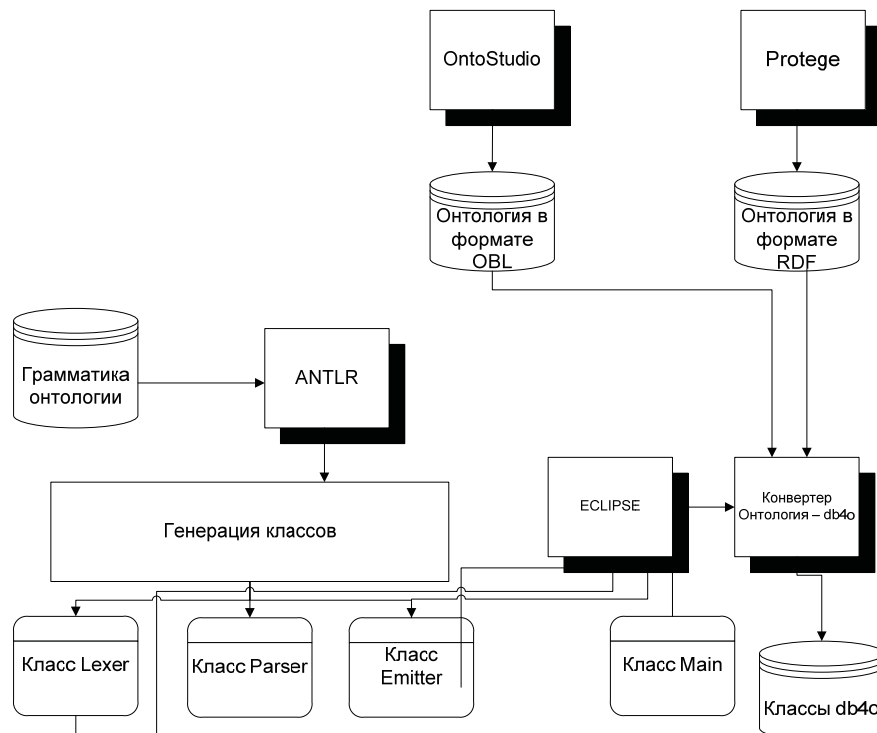 OntoStudio
Protege
Онтология в
формате
OBL
Онтология в
формате
RDF
Грамматика
онтологии
ANTLR
ECLIPSE
Конвертер
Онтология – db4o
Генерация классов
Класс Lexer
Класс Parser
Класс
Emitter
Класс Main
Классы db4o